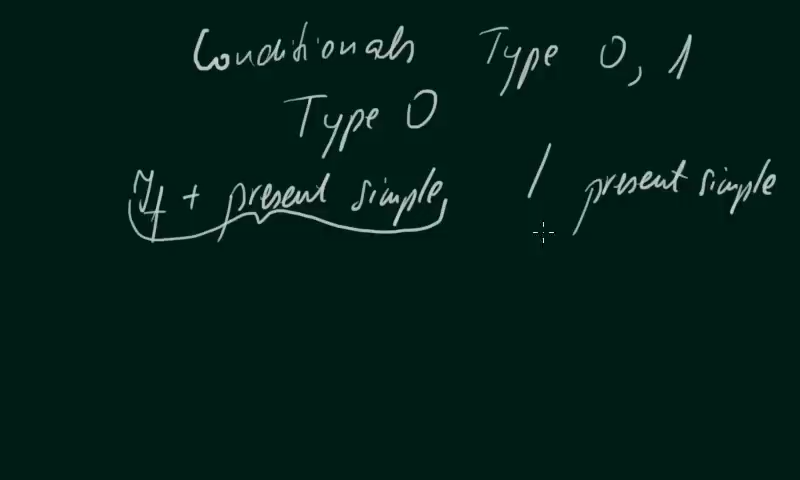 Conditionals Type 0, 1
Type 0
If + present simple / present simple